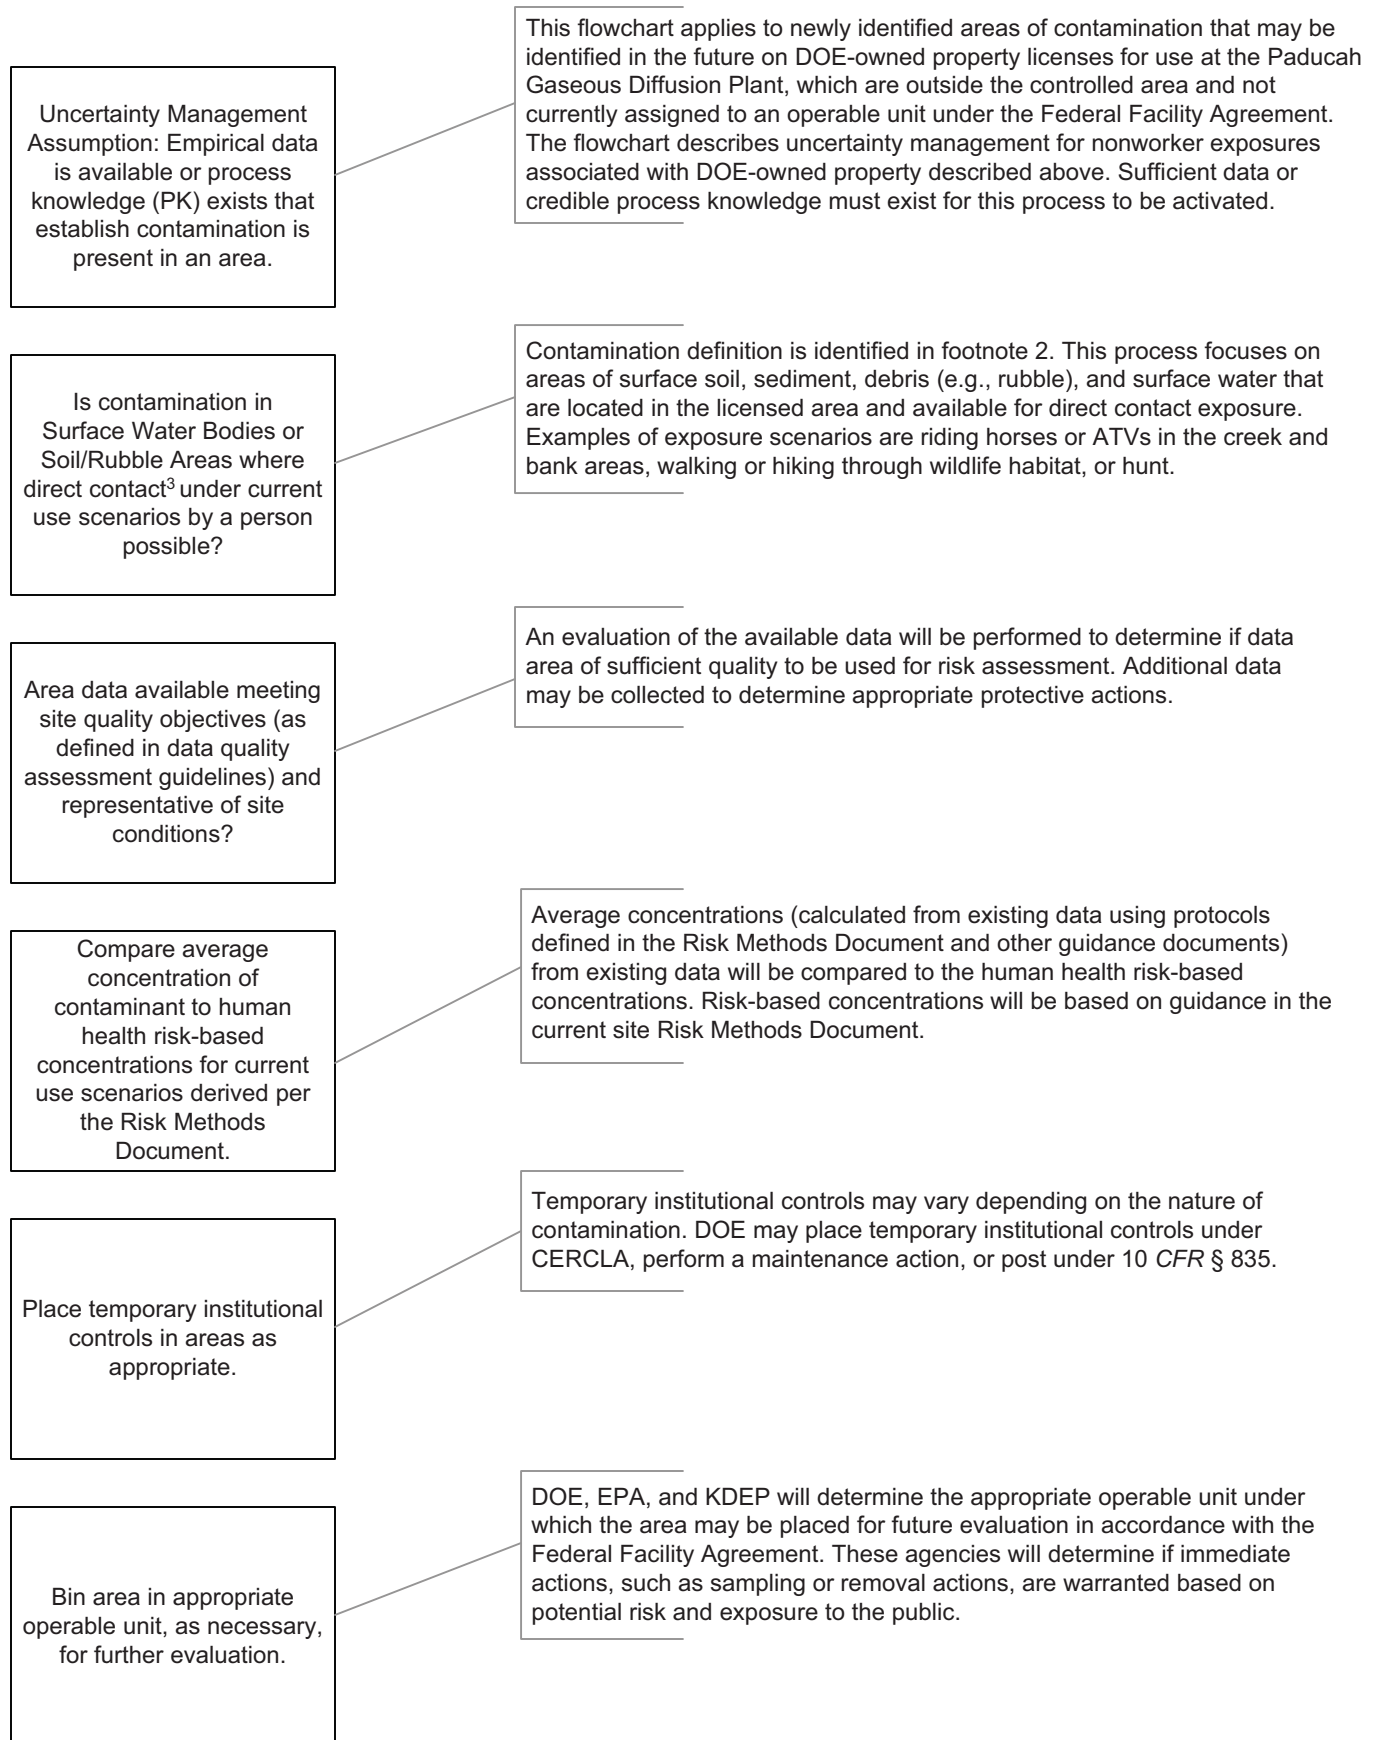 Uncertainty Management
Assumption: Empirical data
is available or process
knowledge (PK) exists that
establish contamination is
present in an area.
This flowchart applies to newly identified areas of contamination that may be
identified in the future on DOE-owned property licenses for use at the Paducah
Gaseous Diffusion Plant, which are outside the controlled area and not
currently assigned to an operable unit under the Federal Facility Agreement.
The flowchart describes uncertainty management for nonworker exposures
associated with DOE-owned property described above. Sufficient data or
credible process knowledge must exist for this process to be activated.
Is contamination in
Surface Water Bodies or
Soil/Rubble Areas where
direct contact³ under current
use scenarios by a person
possible?
Contamination definition is identified in footnote 2. This process focuses on
areas of surface soil, sediment, debris (e.g., rubble), and surface water that
are located in the licensed area and available for direct contact exposure.
Examples of exposure scenarios are riding horses or ATVs in the creek and
bank areas, walking or hiking through wildlife habitat, or hunt.
Area data available meeting
site quality objectives (as
defined in data quality
assessment guidelines) and
representative of site
conditions?
An evaluation of the available data will be performed to determine if data
area of sufficient quality to be used for risk assessment. Additional data
may be collected to determine appropriate protective actions.
Compare average
concentration of
contaminant to human
health risk-based
concentrations for current
use scenarios derived per
the Risk Methods
Document.
Average concentrations (calculated from existing data using protocols
defined in the Risk Methods Document and other guidance documents)
from existing data will be compared to the human health risk-based
concentrations. Risk-based concentrations will be based on guidance in the
current site Risk Methods Document.
Place temporary institutional
controls in areas as
appropriate.
Temporary institutional controls may vary depending on the nature of
contamination. DOE may place temporary institutional controls under
CERCLA, perform a maintenance action, or post under 10 CFR § 835.
Bin area in appropriate
operable unit, as necessary,
for further evaluation.
DOE, EPA, and KDEP will determine the appropriate operable unit under
which the area may be placed for future evaluation in accordance with the
Federal Facility Agreement. These agencies will determine if immediate
actions, such as sampling or removal actions, are warranted based on
potential risk and exposure to the public.